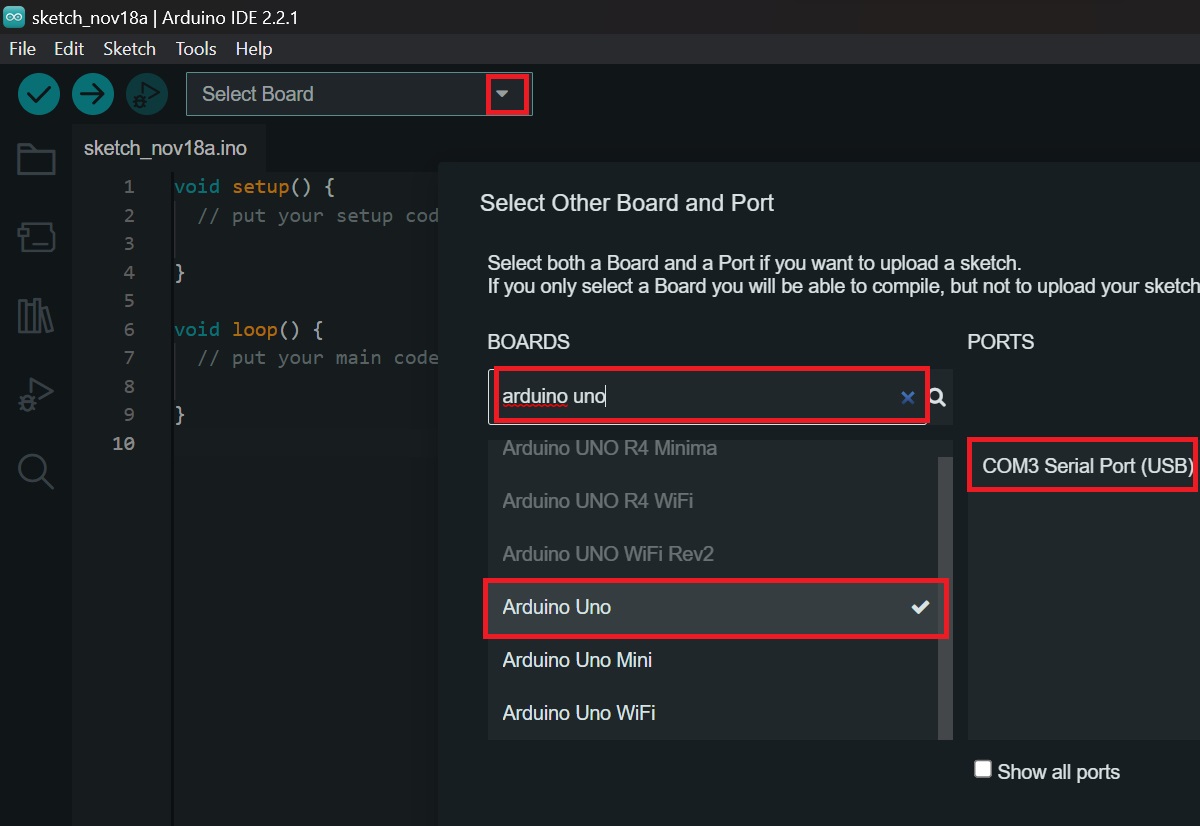 sketch_nov18a | Arduino IDE 2.2.1
File Edit Sketch Tools Help
Select Board
sketch_nov18a.ino
1 void setup() {
2 // put your setup cod
3
4 }
5
6 void loop() {
7 // put your main code
8
9 }
10
Select Other Board and Port
Select both a Board and a Port if you want to upload a sketch.
If you only select a Board you will be able to compile, but not to upload your sketch
BOARDS
arduino uno
Arduino UNO R4 Minima
Arduino UNO R4 WiFi
Arduino UNO WiFi Rev2
Arduino Uno
Arduino Uno Mini
Arduino Uno WiFi
PORTS
COM3 Serial Port (USB)
Show all ports